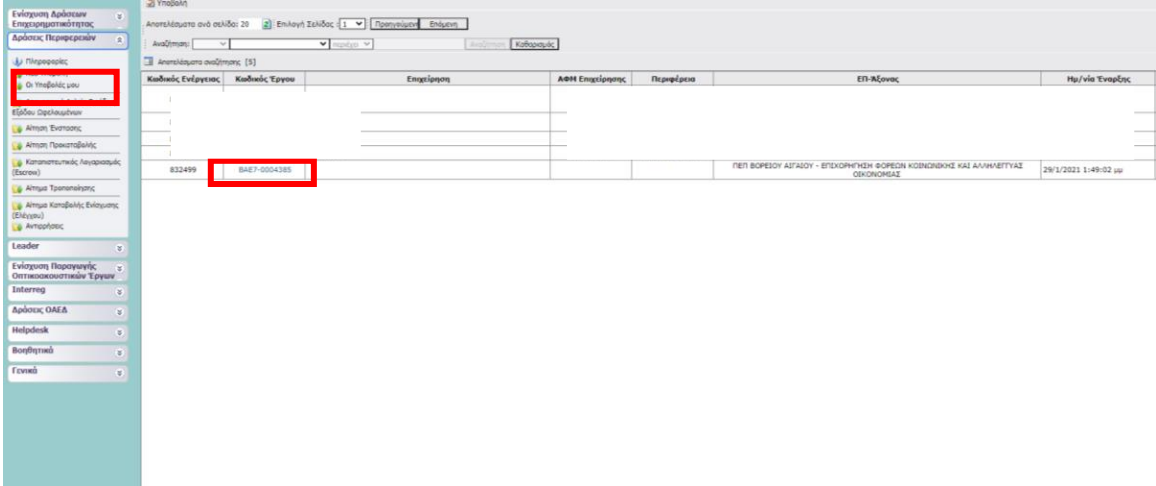 Υποβολή
Ενίσχυση Δράσεων
Επιχειρηματικότητας
Δράσεις Περιφερειών
Πληροφορίες
Οι Υποβολές μου
Εξόδου Ωφελουμένων
Αίτηση Ένστασης
Αίτηση Προκαταβολής
Καταπιστευτικός Λογαριασμός
(Escrow)
Αίτημα Τροποποίησης
Αίτημα Καταβολής Ενίσχυσης
(Ελέγχου)
Αντιρρήσεις
Leader
Ενίσχυση Παραγωγής
Οπτικοακουστικών Έργων
Interreg
Δράσεις ΟΑΕΔ
Helpdesk
Βοηθητικά
Γενικά
Αποτελέσματα ανά σελίδα: 20 Επιλογή Σελίδας : 1 Προηγούμενη Επόμενη
Αναζήτηση: περιέχει Αναζήτηση Καθαρισμός
Αποτελέσματα αναζήτησης [5]
Κωδικός Ενέργειας Κωδικός Έργου Επιχείρηση ΑΦΜ Επιχείρησης Περιφέρεια ΕΠ-Άξονας Ημ/νία Έναρξης
832499 ΒΑΕ7-0004385 ΠΕΠ ΒΟΡΕΙΟΥ ΑΙΓΑΙΟΥ - ΕΠΙΧΟΡΗΓΗΣΗ ΦΟΡΕΩΝ ΚΟΙΝΩΝΙΚΗΣ ΚΑΙ ΑΛΛΗΛΕΓΓΥΑΣ 29/1/2021 1:49:02 μμ
ΟΙΚΟΝΟΜΙΑΣ